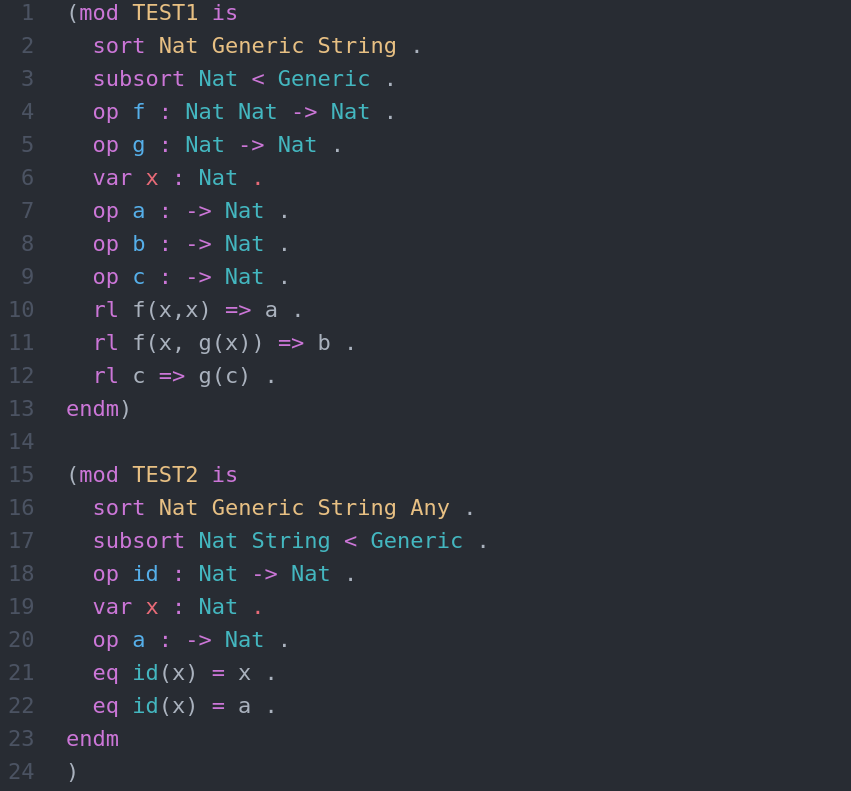 1 (mod TEST1 is
2   sort Nat Generic String .
3   subsort Nat < Generic .
4   op f : Nat Nat -> Nat .
5   op g : Nat -> Nat .
6   var x : Nat .
7   op a : -> Nat .
8   op b : -> Nat .
9   op c : -> Nat .
10   rl f(x,x) => a .
11   rl f(x, g(x)) => b .
12   rl c => g(c) .
13 endm)
14
15 (mod TEST2 is
16   sort Nat Generic String Any .
17   subsort Nat String < Generic .
18   op id : Nat -> Nat .
19   var x : Nat .
20   op a : -> Nat .
21   eq id(x) = x .
22   eq id(x) = a .
23 endm
24 )